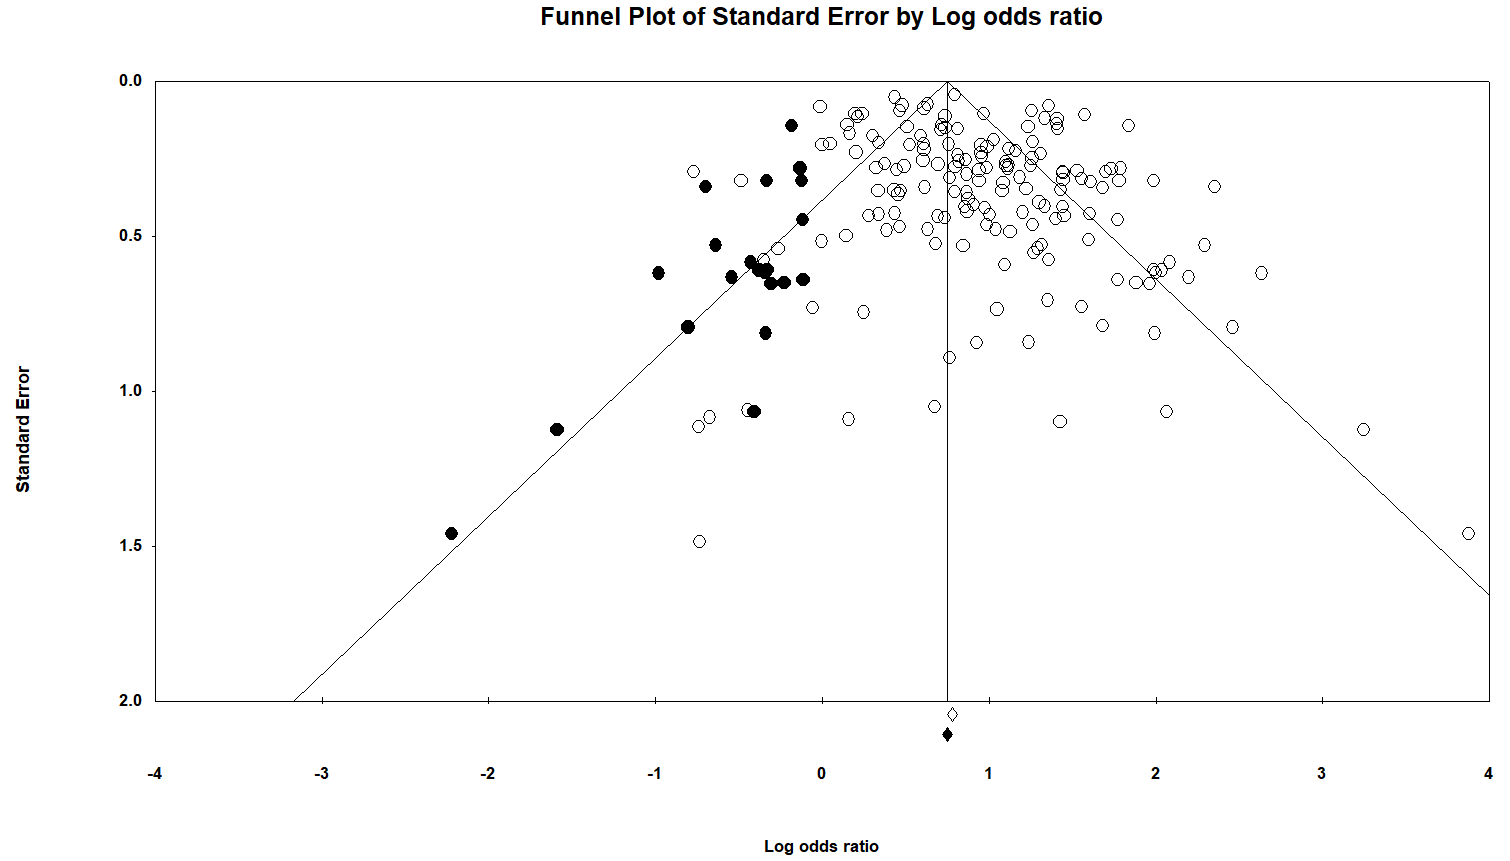 Funnel Plot of Standard Error by Log odds ratio
0.0
0.5
1.0
1.5
2.0
Standard Error
-4 -3 -2 -1 0 1 2 3 4
Log odds ratio